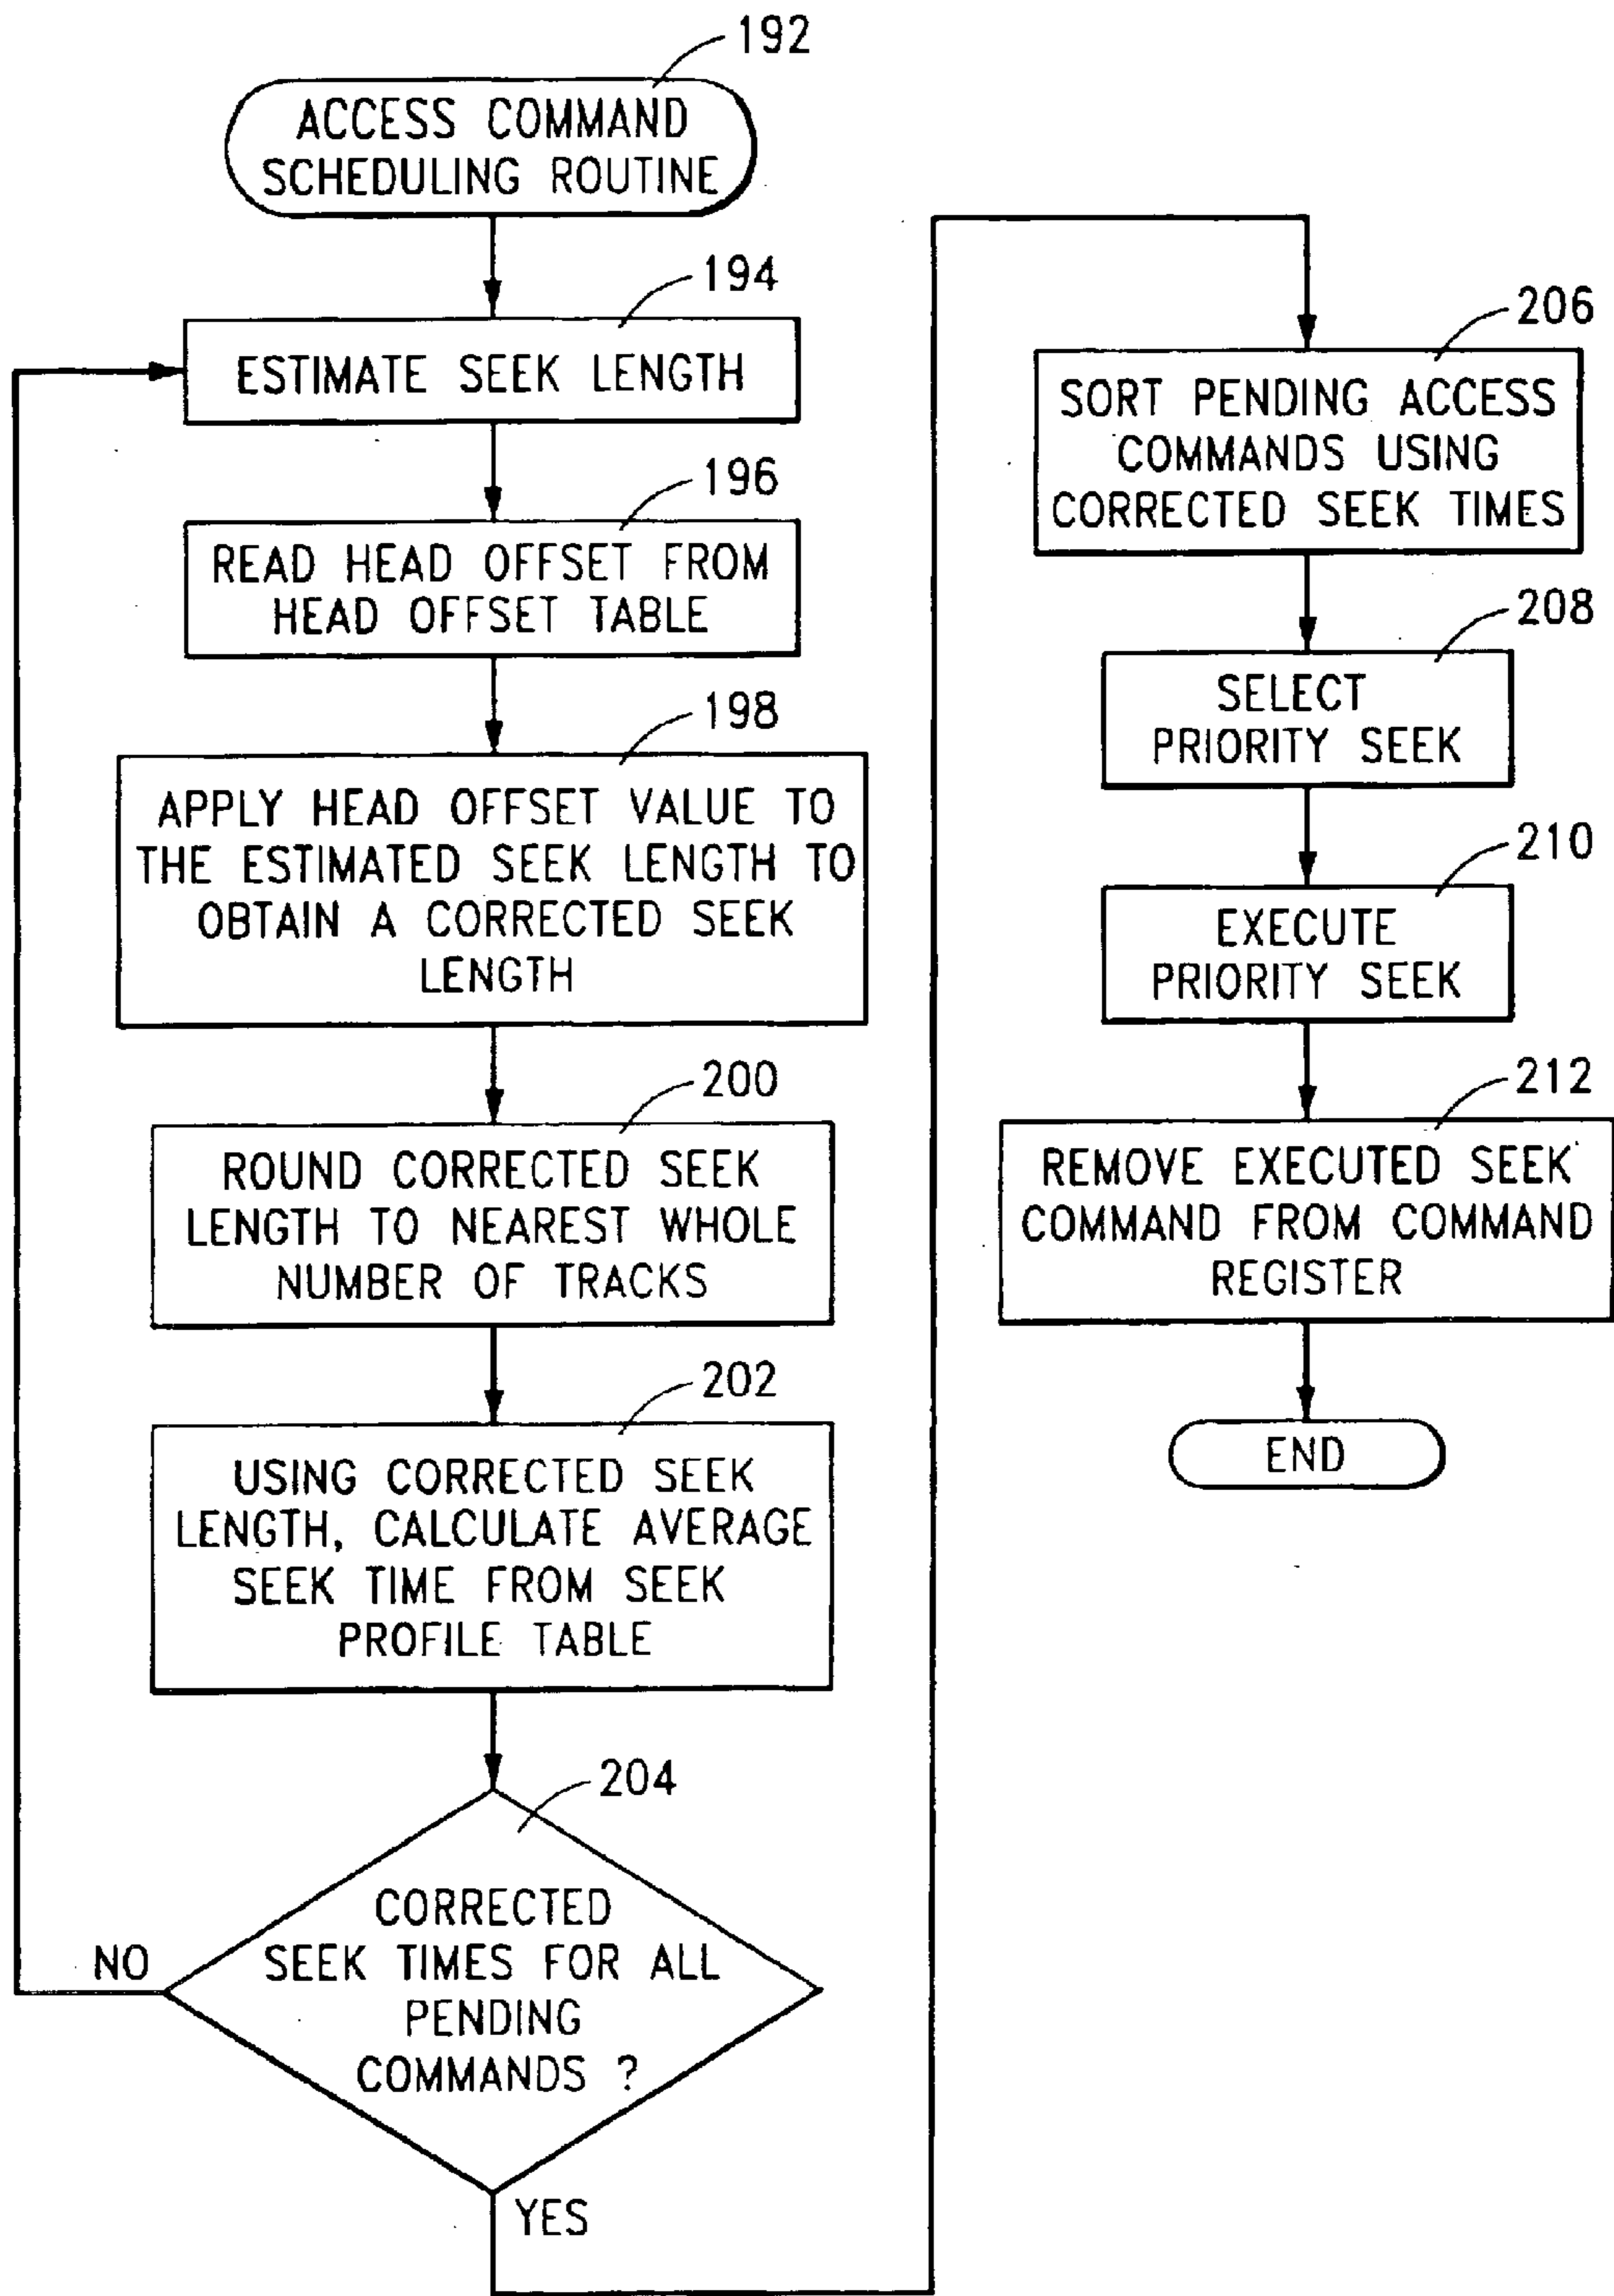 192
ACCESS COMMAND
SCHEDULING ROUTINE
194
ESTIMATE SEEK LENGTH
196
READ HEAD OFFSET FROM
HEAD OFFSET TABLE
198
APPLY HEAD OFFSET VALUE TO
THE ESTIMATED SEEK LENGTH TO
OBTAIN A CORRECTED SEEK
LENGTH
200
ROUND CORRECTED SEEK
LENGTH TO NEAREST WHOLE
NUMBER OF TRACKS
202
USING CORRECTED SEEK
LENGTH, CALCULATE AVERAGE
SEEK TIME FROM SEEK
PROFILE TABLE
204
CORRECTED
SEEK TIMES FOR ALL
PENDING
COMMANDS ?
NO
YES
206
SORT PENDING ACCESS
COMMANDS USING
CORRECTED SEEK TIMES
208
SELECT
PRIORITY SEEK
210
EXECUTE
PRIORITY SEEK
212
REMOVE EXECUTED SEEK
COMMAND FROM COMMAND
REGISTER
END